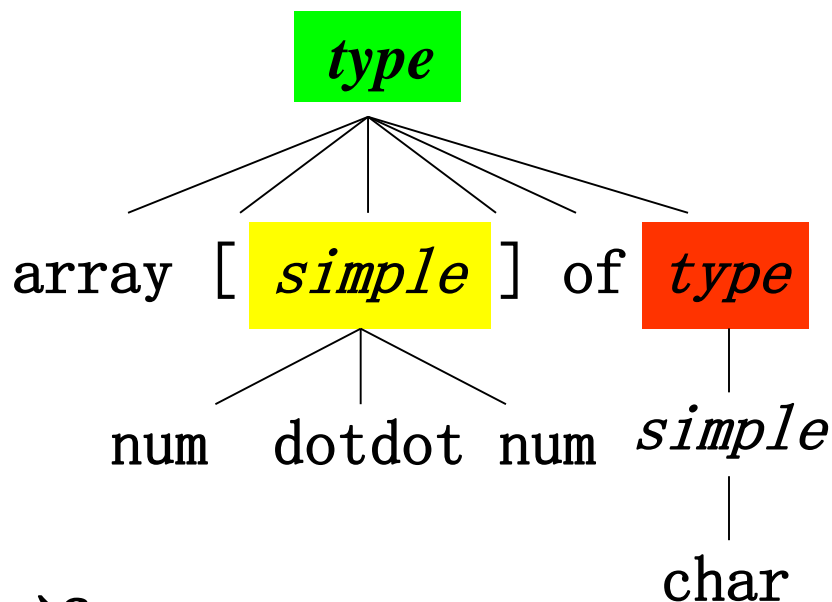 type
array [ simple ] of type
num dotdot num simple
char